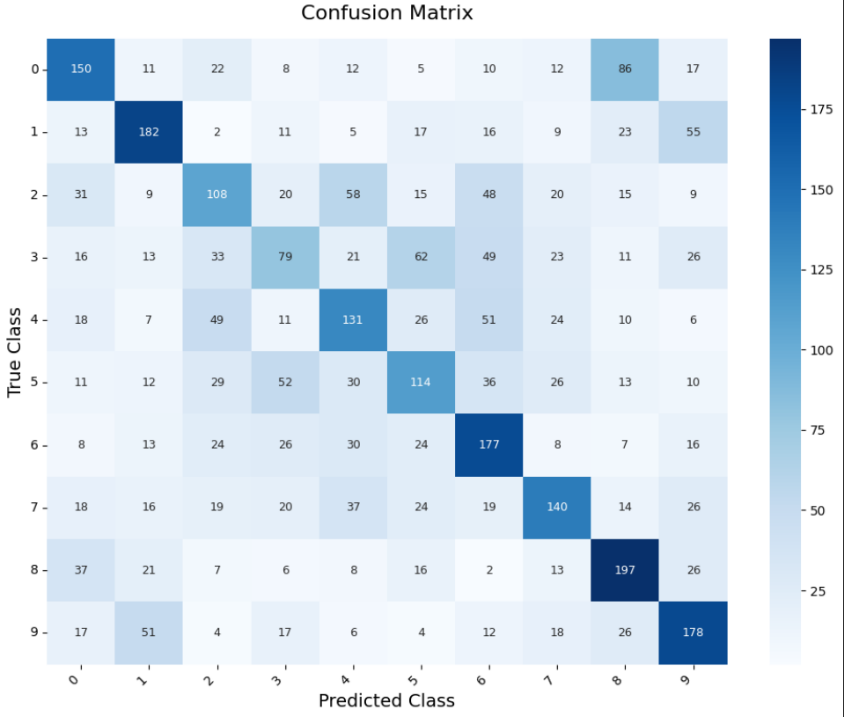 Confusion Matrix
0 150 11 22 8 12 5 10 12 86 17
1 13 182 2 11 5 17 16 9 23 55
2 31 9 108 20 58 15 48 20 15 9
3 16 13 33 79 21 62 49 23 11 26
4 18 7 49 11 131 26 51 24 10 6
5 11 12 29 52 30 114 36 26 13 10
6 8 13 24 26 30 24 177 8 7 16
7 18 16 19 20 37 24 19 140 14 26
8 37 21 7 6 8 16 2 13 197 26
9 17 51 4 17 6 4 12 18 26 178
0 1 2 3 4 5 6 7 8 9
Predicted Class
True Class
175
150
125
100
75
50
25